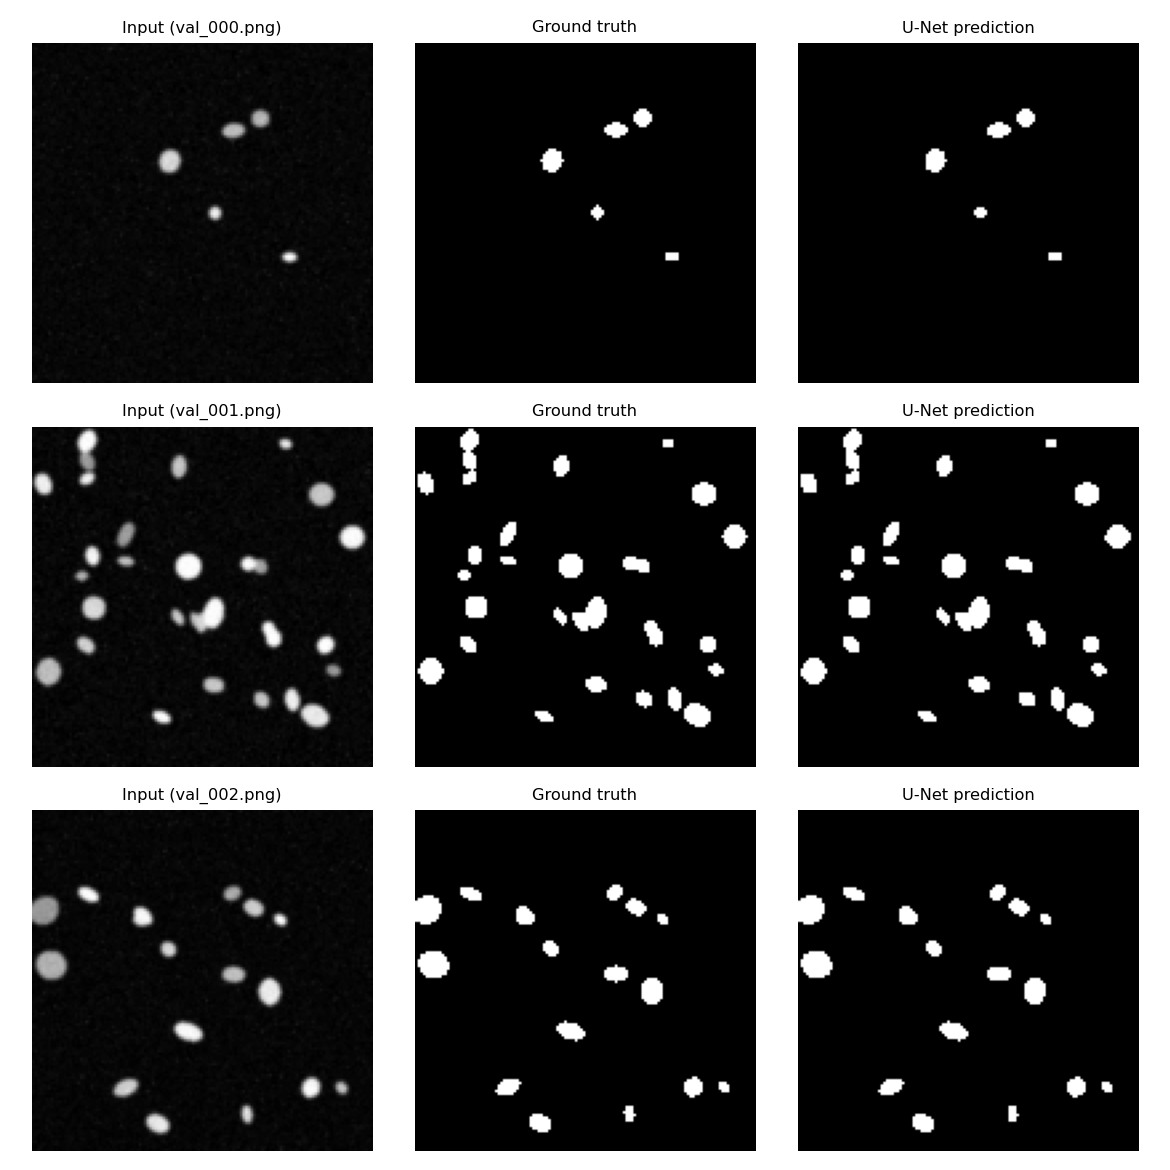 Input (val_000.png)
Ground truth
U-Net prediction
Input (val_001.png)
Ground truth
U-Net prediction
Input (val_002.png)
Ground truth
U-Net prediction